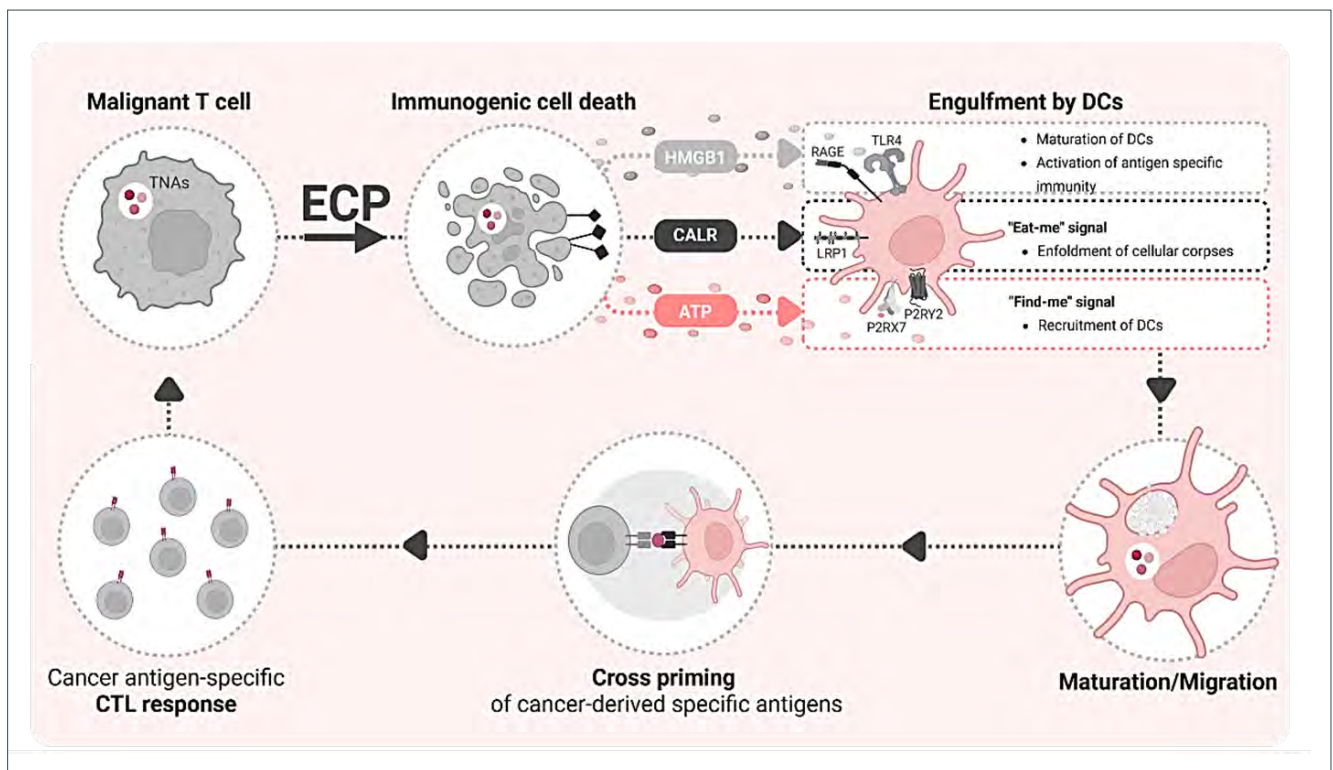 Malignant T cell
Immunogenic cell death
Engulfment by DCs
TNAs
ECP
HMGB1
CALR
ATP
RAGE
TLR4
• Maturation of DCs
• Activation of antigen specific
immunity
LRP1
"Eat-me" signal
• Enfoldment of cellular corpses
P2RX7
P2RY2
"Find-me" signal
• Recruitment of DCs
Cancer antigen-specific
CTL response
Cross priming
of cancer-derived specific antigens
Maturation/Migration